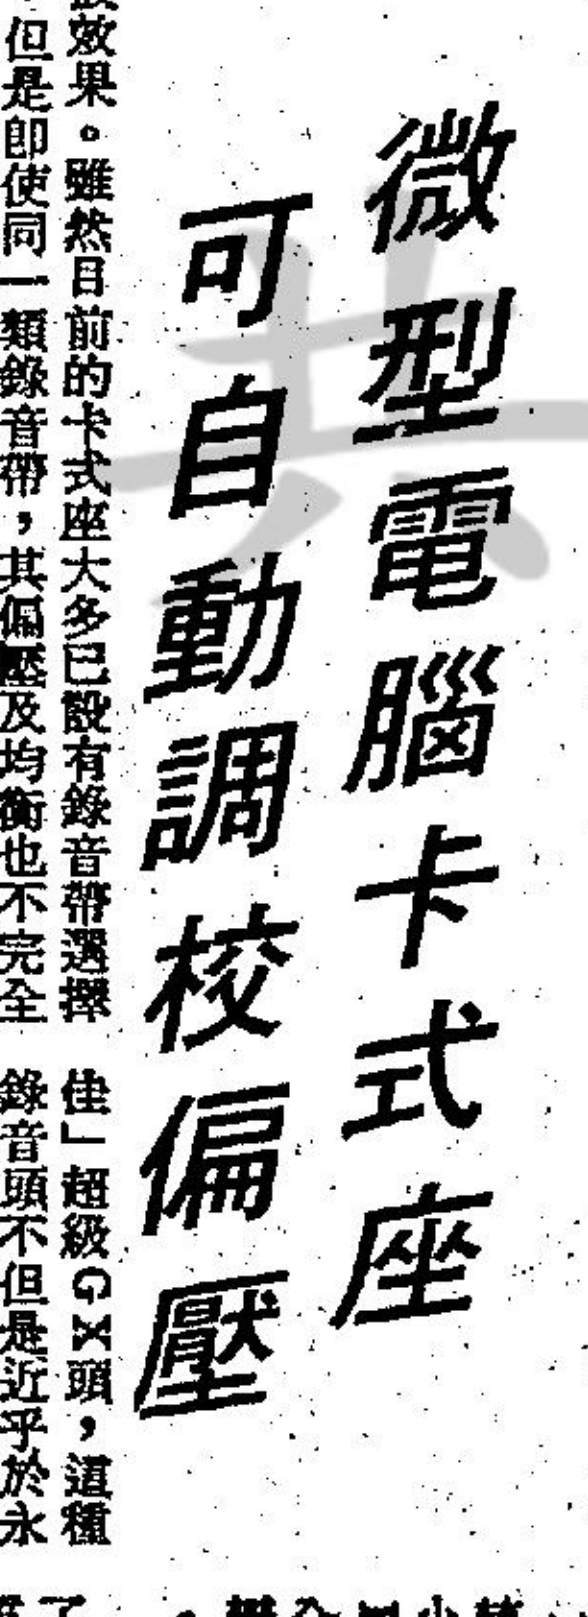 微型電腦卡式座
可自動調校偏壓
效果。雖然目前的卡式座大多已設有錄音帶選擇
但是即使同一類錄音帶，其偏壓及均衡也不完全
佳」超級GX頭，這種
錄音頭不但是近乎於永